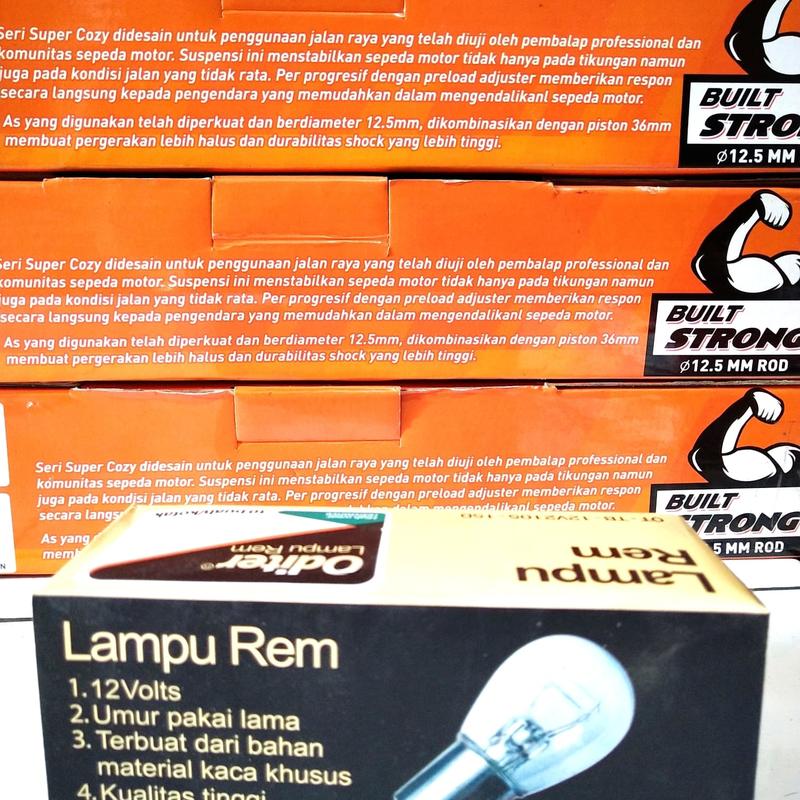 Seri Super Cozy didesain untuk penggunaan jalan raya yang telah diuji oleh pembalap professional dan
komunitas sepeda motor. Suspensi ini menstabilkan sepeda motor tidak hanya pada tikungan namun
juga pada kondisi jalan yang tidak rata. Per progresif dengan preload adjuster memberikan respon
secara langsung kepada pengendara yang memudahkan dalam mengendalikanl sepeda motor.
As yang digunakan telah diperkuat dan berdiameter 12.5mm, dikombinasikan dengan piston 36mm
membuat pergerakan lebih halus dan durabilitas shock yang lebih tinggi.
BUILT
STRO
Ø12.5 MM
Seri Super Cozy didesain untuk penggunaan jalan raya yang telah diuji oleh pembalap professional dan
komunitas sepeda motor. Suspensi ini menstabilkan sepeda motor tidak hanya pada tikungan namun
juga pada kondisi jalan yang tidak rata. Per progresif dengan preload adjuster memberikan respon
secara langsung kepada pengendara yang memudahkan dalam mengendalikanl sepeda motor.
As yang digunakan telah diperkuat dan berdiameter 12.5mm, dikombinasikan dengan piston 36mm
membuat pergerakan lebih halus dan durabilitas shock yang lebih tinggi.
BUILT
STRONG
Ø12.5 MM ROD
Seri Super Cozy didesain untuk penggunaan jalan raya yang telah diuji oleh pembalap professional dan
komunitas sepeda motor. Suspensi ini menstabilkan sepeda motor tidak hanya pada tikungan namun
juga pada kondisi jalan yang tidak rata. Per progresif dengan preload adjuster memberikan respon
secara langs
mengendalikanl sepeda motor.
As yang
memb
BUILT
STRONG
5 MM ROD
Oditer®
Lampu Rem
Lampu
Rem
Lampu Rem
1.12Volts
2.Umur pakai lama
3. Terbuat dari bahan
material kaca khusus
4.Kualitas tinggi